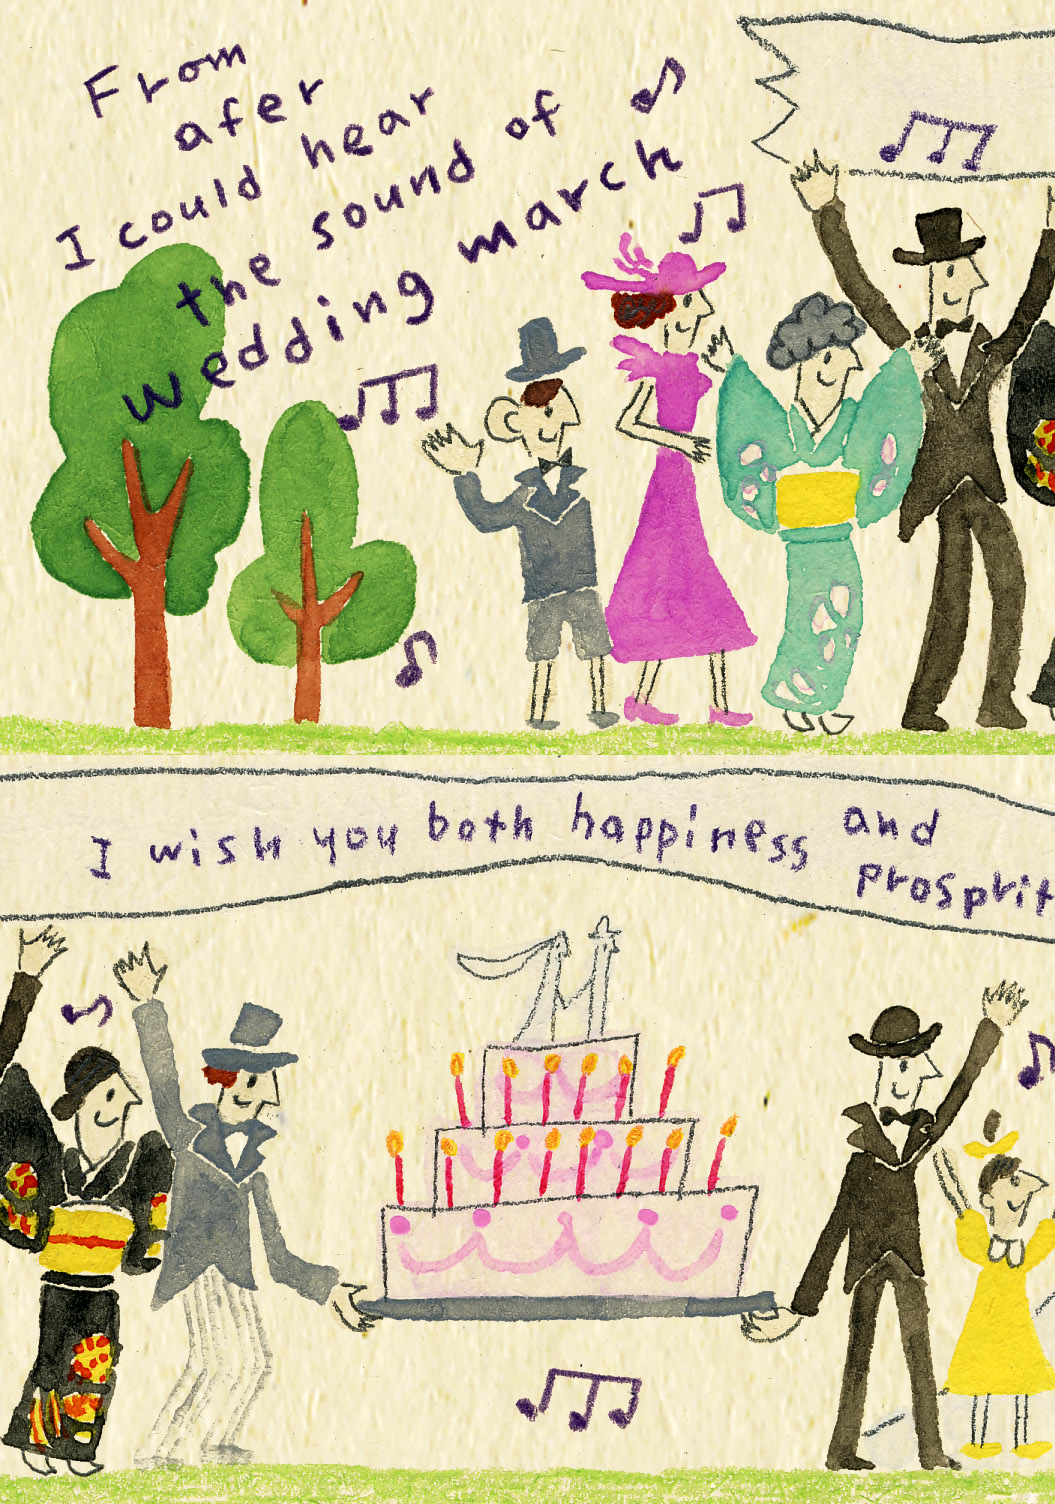 From
afer
I could hear
the sound of
wedding march
I wish you both happiness and
prosprit